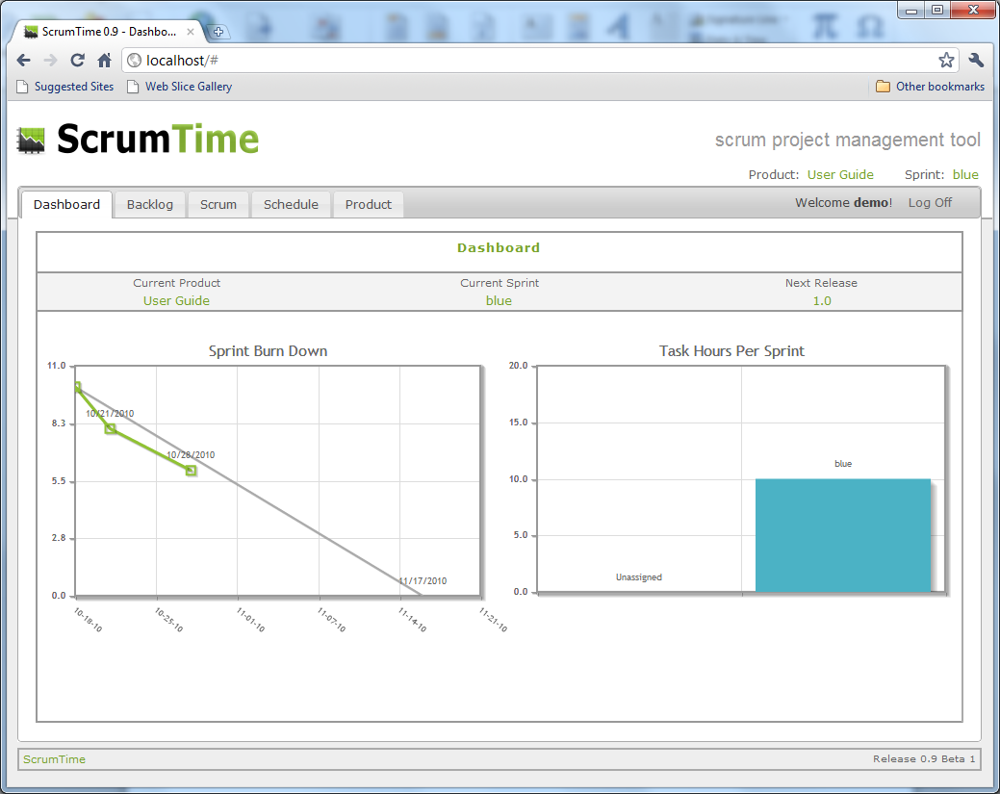 ScrumTime 0.9 - Dashbo...
localhost/#
Suggested Sites Web Slice Gallery Other bookmarks
ScrumTime
scrum project management tool
Product: User Guide Sprint: blue
Dashboard Backlog Scrum Schedule Product Welcome demo! Log Off
Dashboard
Current Product Current Sprint Next Release
User Guide blue 1.0
Sprint Burn Down
11.0
8.3
5.5
2.8
0.0
10/21/2010
10/28/2010
11/17/2010
10-18-10 10-25-10 11-01-10 11-07-10 11-14-10 11-21-10
Task Hours Per Sprint
20.0
15.0
10.0
5.0
0.0
blue
Unassigned
ScrumTime Release 0.9 Beta 1